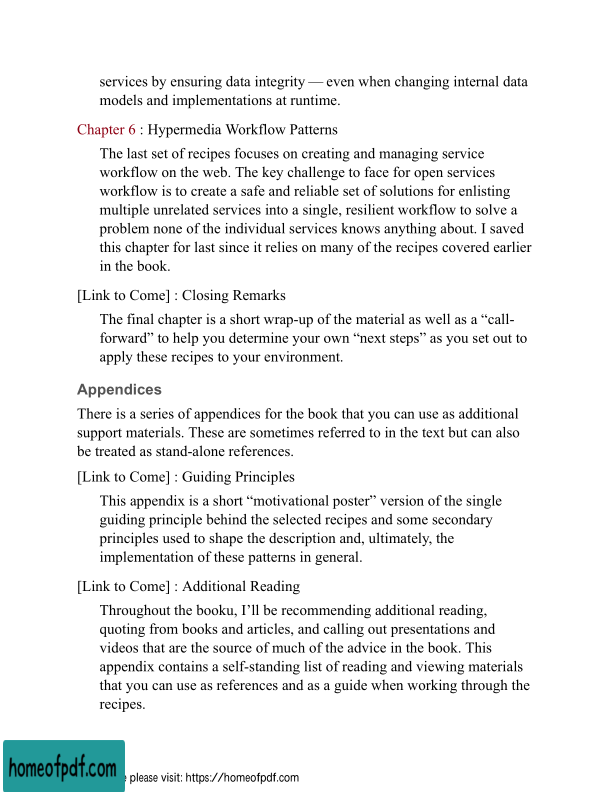 services by ensuring data integrity — even when changing internal data
models and implementations at runtime.
Chapter 6 : Hypermedia Workflow Patterns
The last set of recipes focuses on creating and managing service
workflow on the web. The key challenge to face for open services
workflow is to create a safe and reliable set of solutions for enlisting
multiple unrelated services into a single, resilient workflow to solve a
problem none of the individual services knows anything about. I saved
this chapter for last since it relies on many of the recipes covered earlier
in the book.
[Link to Come] : Closing Remarks
The final chapter is a short wrap-up of the material as well as a “call-
forward” to help you determine your own “next steps” as you set out to
apply these recipes to your environment.
Appendices
There is a series of appendices for the book that you can use as additional
support materials. These are sometimes referred to in the text but can also
be treated as stand-alone references.
[Link to Come] : Guiding Principles
This appendix is a short “motivational poster” version of the single
guiding principle behind the selected recipes and some secondary
principles used to shape the description and, ultimately, the
implementation of these patterns in general.
[Link to Come] : Additional Reading
Throughout the booku, I’ll be recommending additional reading,
quoting from books and articles, and calling out presentations and
videos that are the source of much of the advice in the book. This
appendix contains a self-standing list of reading and viewing materials
that you can use as references and as a guide when working through the
recipes.
homeofpdf.com
please visit: https://homeofpdf.com